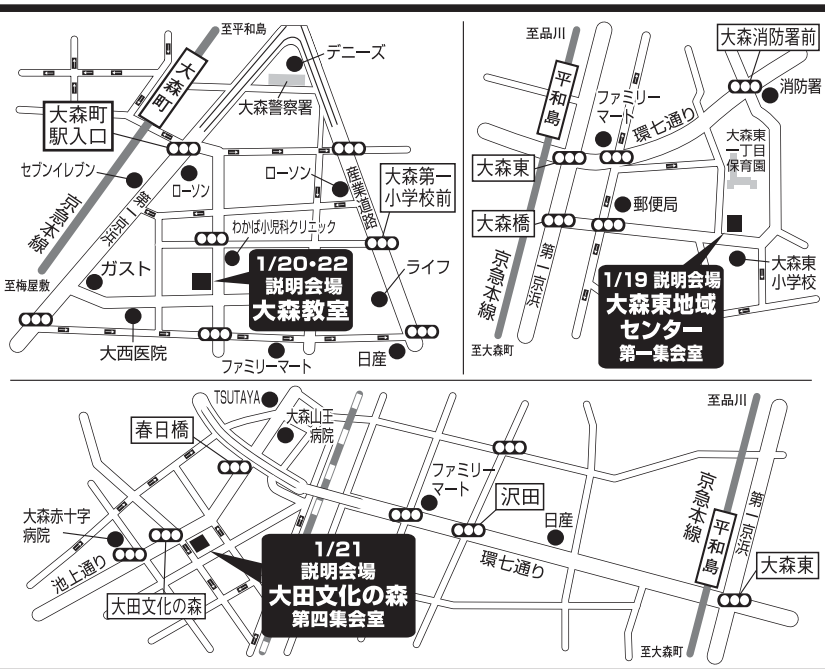 至平和島
大森町
デニーズ
大森警察署
大森町
駅入口
セブンイレブン
ローソン
ローソン
産業道路
大森第一
小学校前
京急本線
第一京浜
わかば小児科クリニック
1/20・22
説明会場
大森教室
ガスト
ライフ
至梅屋敷
大西医院
ファミリーマート
日産
至品川
平和島
ファミリー
マート
環七通り
大森消防署前
消防署
大森東
一丁目
保育園
大森東
大森橋
郵便局
京急本線
第一京浜
大森東
小学校
1/19 説明会場
大森東地域
センター
第一集会室
至大森町
TSUTAYA
大森山王
病院
春日橋
大森赤十字
病院
池上通り
大田文化の森
1/21
説明会場
大田文化の森
第四集会室
ファミリー
マート
沢田
日産
環七通り
至品川
京急本線
平和島
第一京浜
大森東
至大森町